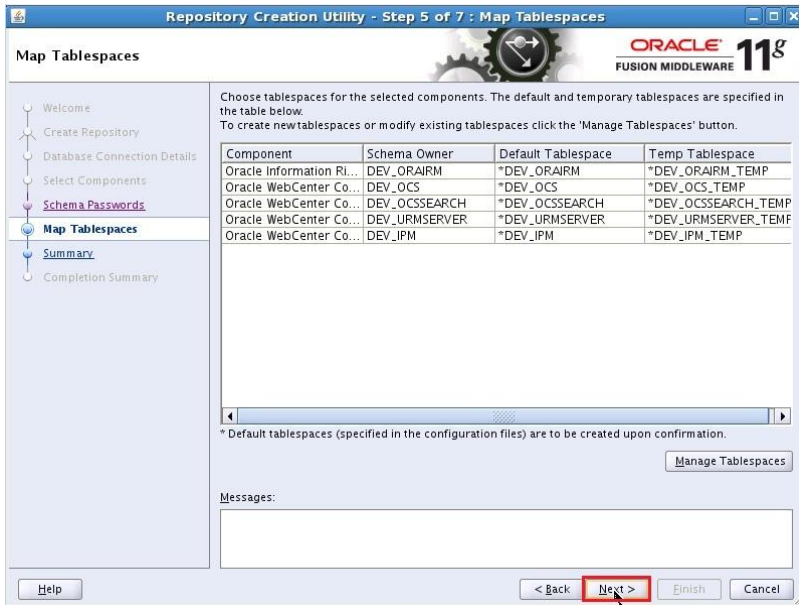 Repository Creation Utility - Step 5 of 7 : Map Tablespaces
Map Tablespaces
ORACLE
FUSION MIDDLEWARE 11g
Welcome
Create Repository
Database Connection Details
Select Components
Schema Passwords
Map Tablespaces
Summary
Completion Summary
Choose tablespaces for the selected components. The default and temporary tablespaces are specified in
the table below.
To create new tablespaces or modify existing tablespaces click the 'Manage Tablespaces' button.
Component Schema Owner Default Tablespace Temp Tablespace
Oracle Information Ri... DEV_ORAIRM *DEV_ORAIRM *DEV_ORAIRM_TEMP
Oracle WebCenter Co... DEV_OCS *DEV_OCS *DEV_OCS_TEMP
Oracle WebCenter Co... DEV_OCSSEARCH *DEV_OCSSEARCH *DEV_OCSSEARCH_TEMP
Oracle WebCenter Co... DEV_URMSERVER *DEV_URMSERVER *DEV_URMSERVER_TEMP
Oracle WebCenter Co... DEV_IPM *DEV_IPM *DEV_IPM_TEMP
* Default tablespaces (specified in the configuration files) are to be created upon confirmation.
Manage Tablespaces
Messages:
Help < Back Next > Finish Cancel